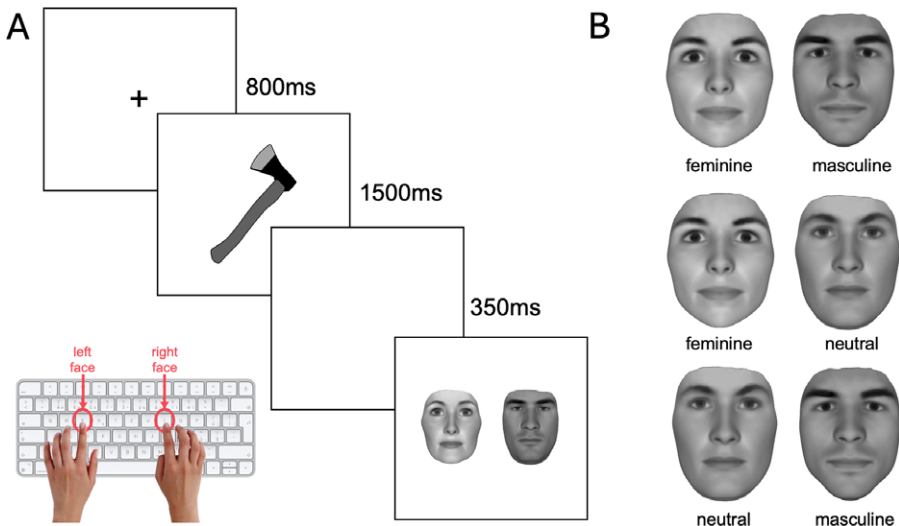 A
+
800ms
1500ms
350ms
left
face
right
face
B
feminine
masculine
feminine
neutral
neutral
masculine